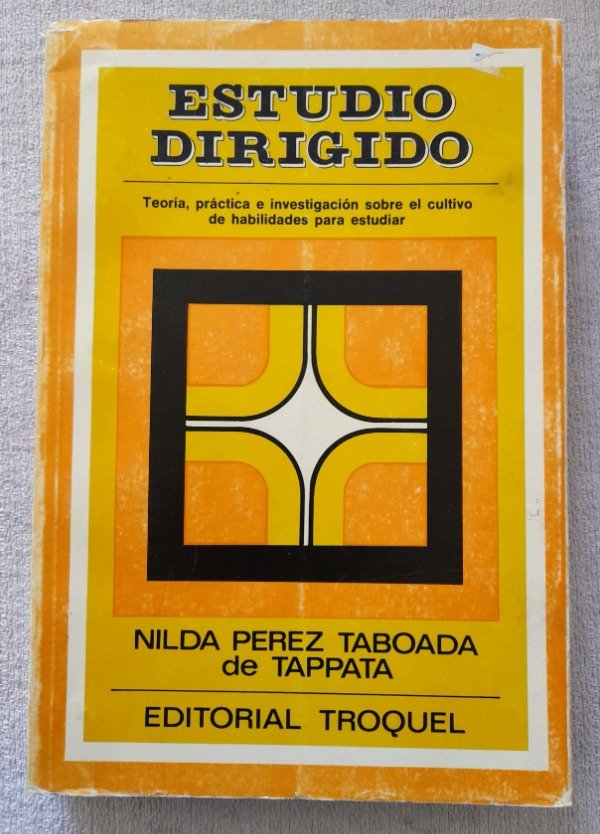 ESTUDIO
DIRIGIDO
Teoría, práctica e investigación sobre el cultivo
de habilidades para estudiar
NILDA PEREZ TABOADA
de TAPPATA
EDITORIAL TROQUEL